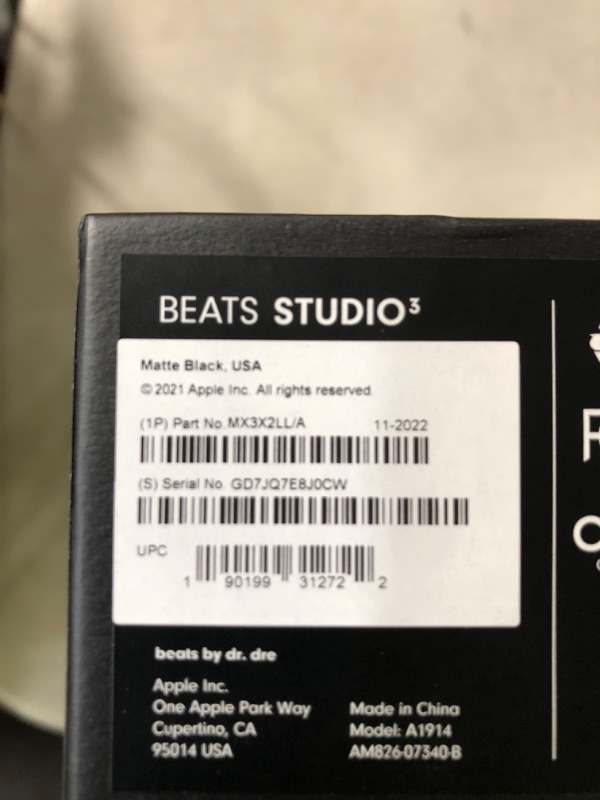 BEATS STUDIO³
Matte Black, USA
©2021 Apple Inc. All rights reserved.
(1P) Part No. MX3X2LL/A 11-2022
(S) Serial No. GD7JQ7E8J0CW
UPC
1 90199 31272 2
beats by dr. dre
Apple Inc.
One Apple Park Way Made in China
Cupertino, CA Model: A1914
95014 USA AM826-07340-B